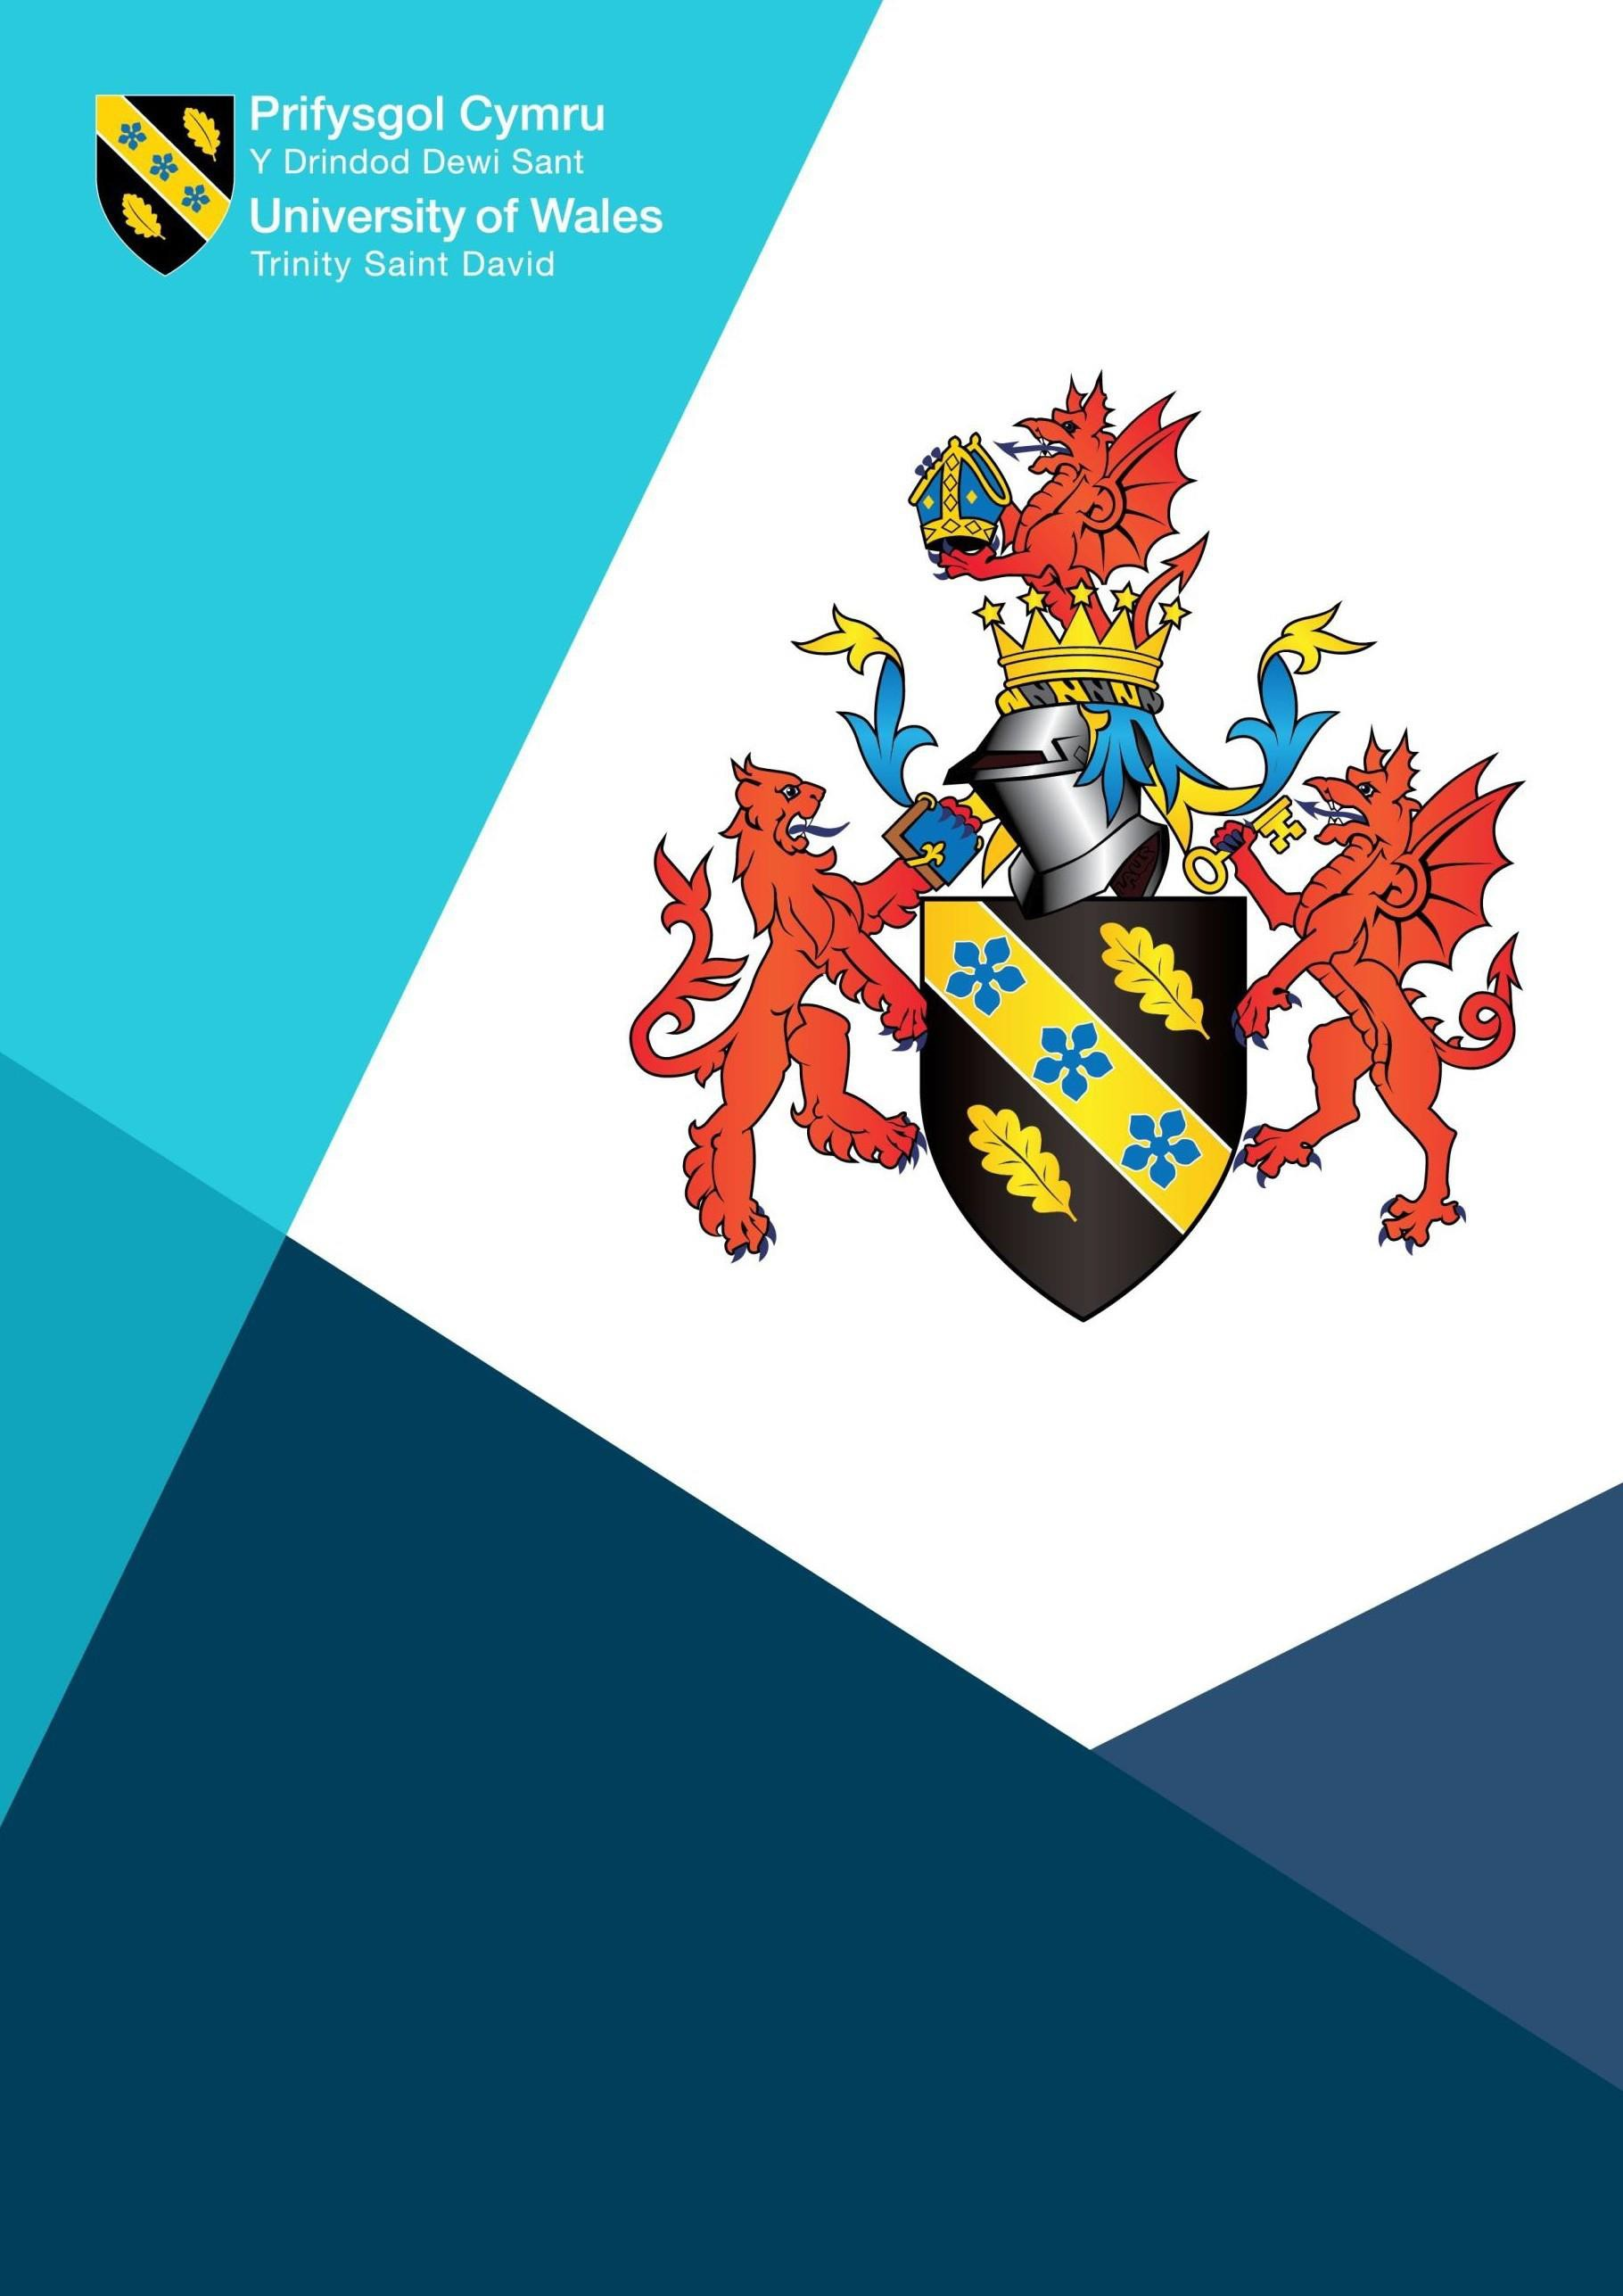 Prifysgol Cymru
Y Drindod Dewi Sant
University of Wales
Trinity Saint David